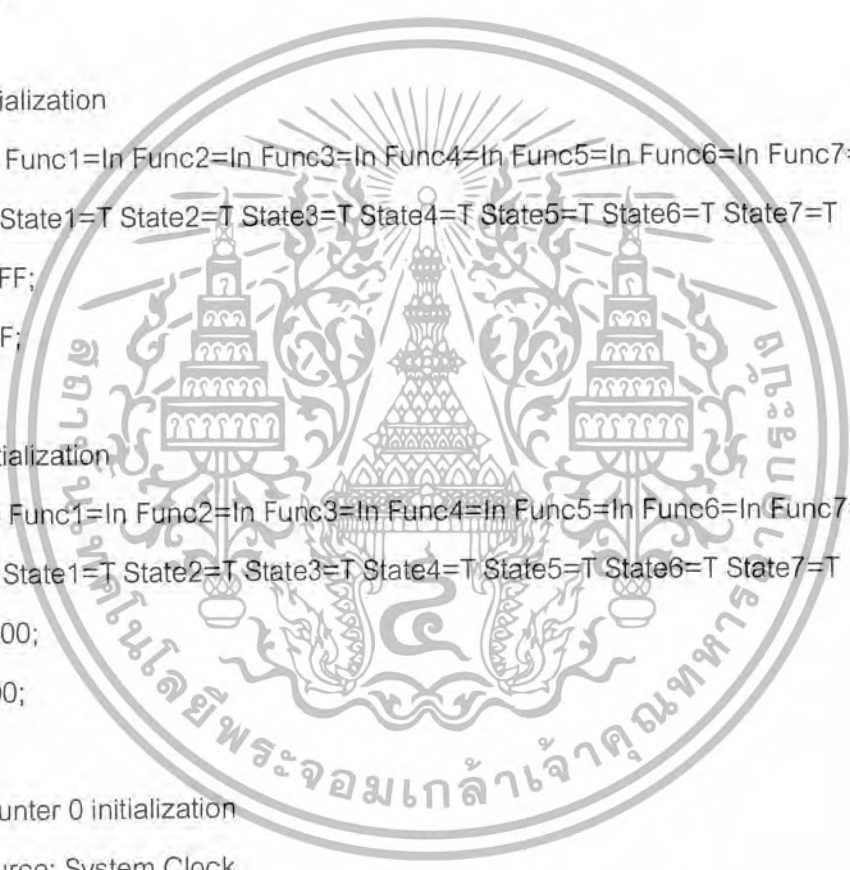 ialization
Func1=In Func2=In Func3=In Func4=In Func5=In Func6=In Func7=
State1=T State2=T State3=T State4=T State5=T State6=T State7=T
FF;
F;
tialization
Func1=In Func2=In Func3=In Func4=In Func5=In Func6=In Func7=
State1=T State2=T State3=T State4=T State5=T State6=T State7=T
00;
00;
unter 0 initialization
urce: System Clock
สถาบันเทคโนโลยีพระจอมเกล้าเจ้าคุณทหารลาดกระบัง